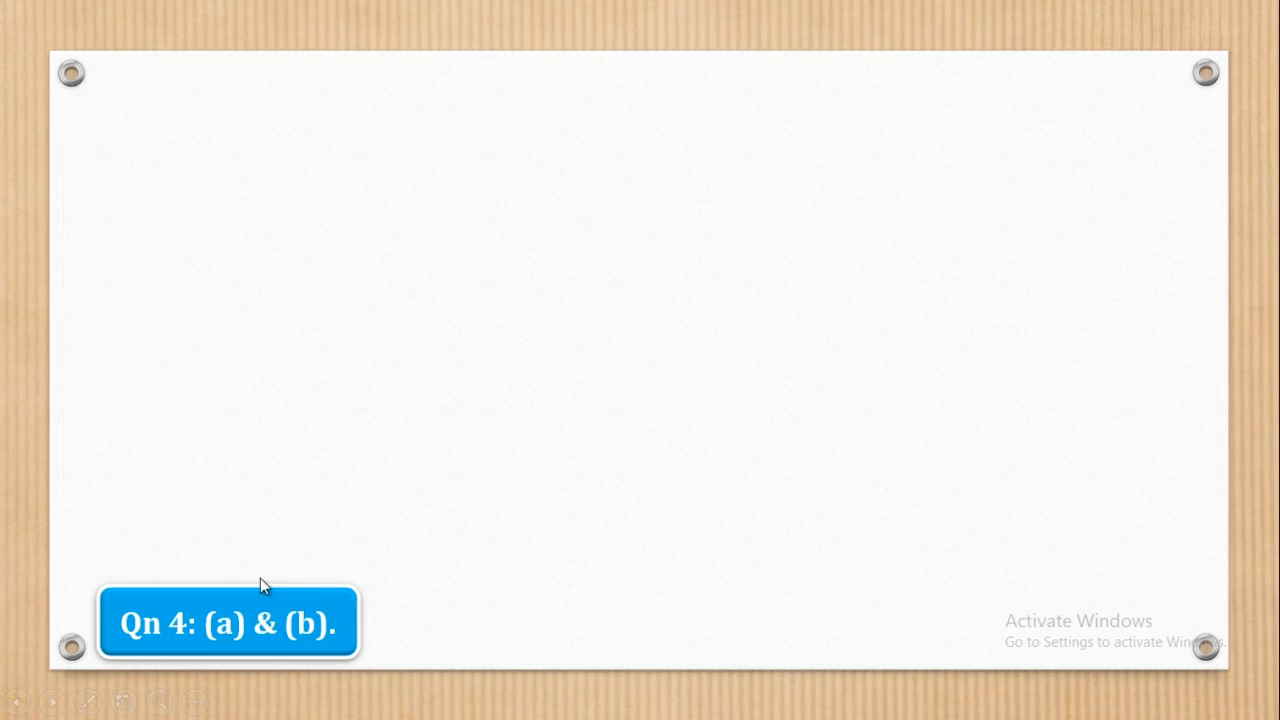 Qn 4: (a) & (b).
Activate Windows
Go to Settings to activate Windows.